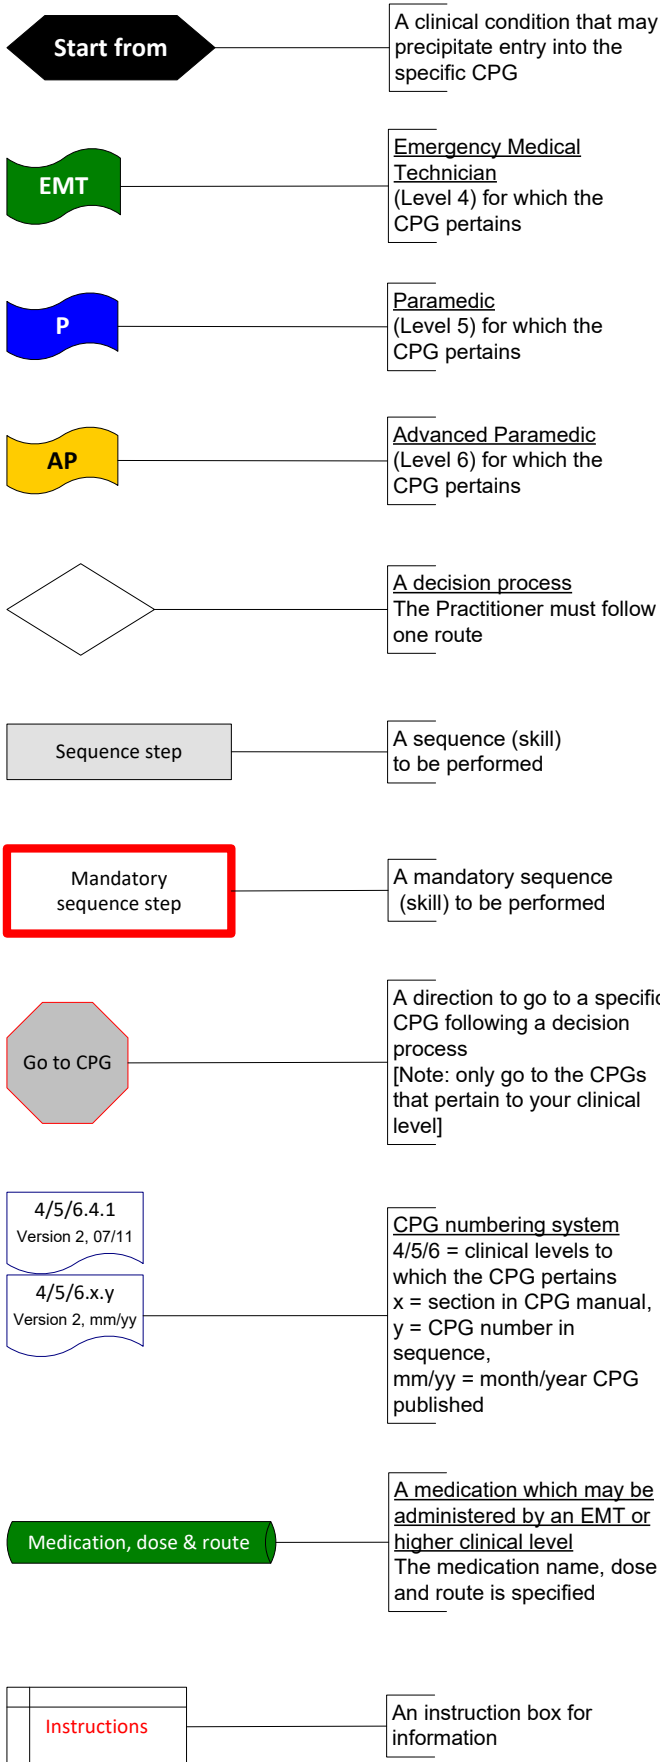 Start from
A clinical condition that may
precipitate entry into the
specific CPG
EMT
Emergency Medical
Technician
(Level 4) for which the
CPG pertains
P
Paramedic
(Level 5) for which the
CPG pertains
AP
Advanced Paramedic
(Level 6) for which the
CPG pertains
A decision process
The Practitioner must follow
one route
Sequence step
A sequence (skill)
to be performed
Mandatory
sequence step
A mandatory sequence
(skill) to be performed
Go to CPG
A direction to go to a specific
CPG following a decision
process
[Note: only go to the CPGs
that pertain to your clinical
level]
4/5/6.4.1
Version 2, 07/11
4/5/6.x.y
Version 2, mm/yy
CPG numbering system
4/5/6 = clinical levels to
which the CPG pertains
x = section in CPG manual,
y = CPG number in
sequence,
mm/yy = month/year CPG
published
Medication, dose & route
A medication which may be
administered by an EMT or
higher clinical level
The medication name, dose
and route is specified
Instructions
An instruction box for
information